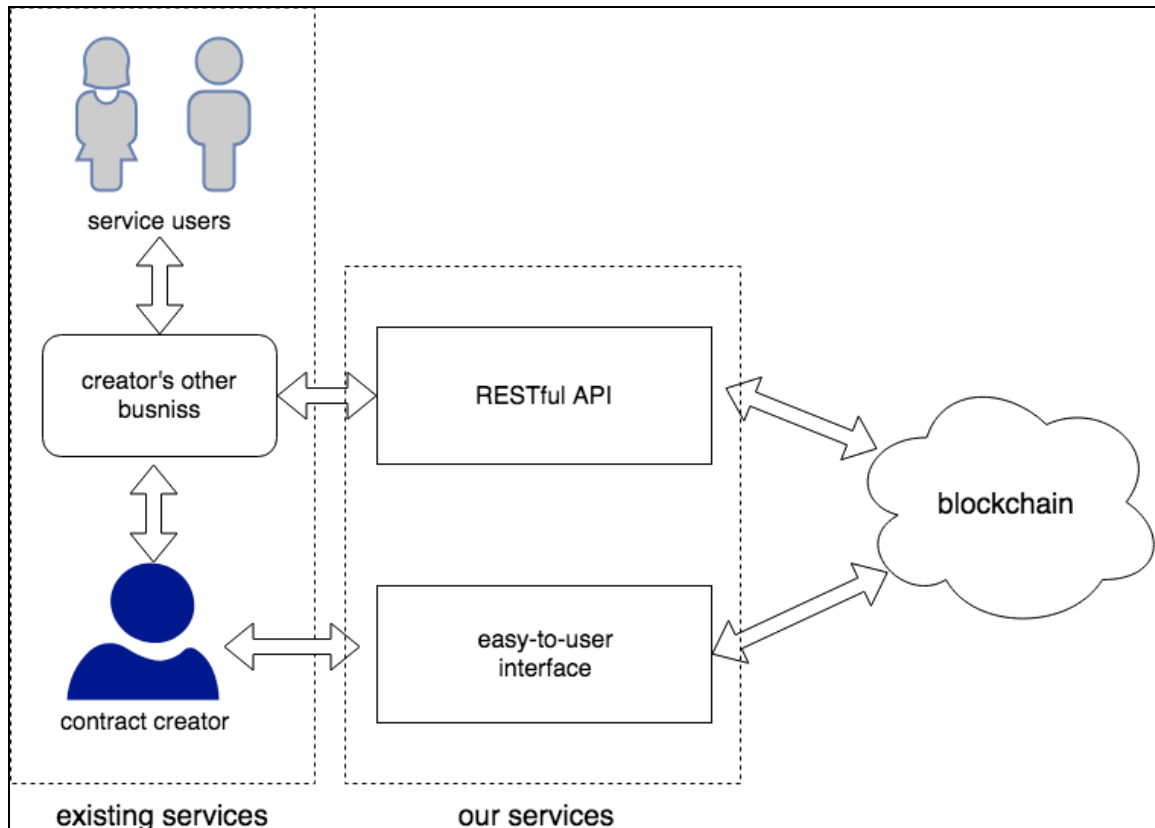 service users
creator's other
busniss
RESTful API
blockchain
easy-to-user
interface
contract creator
existing services
our services